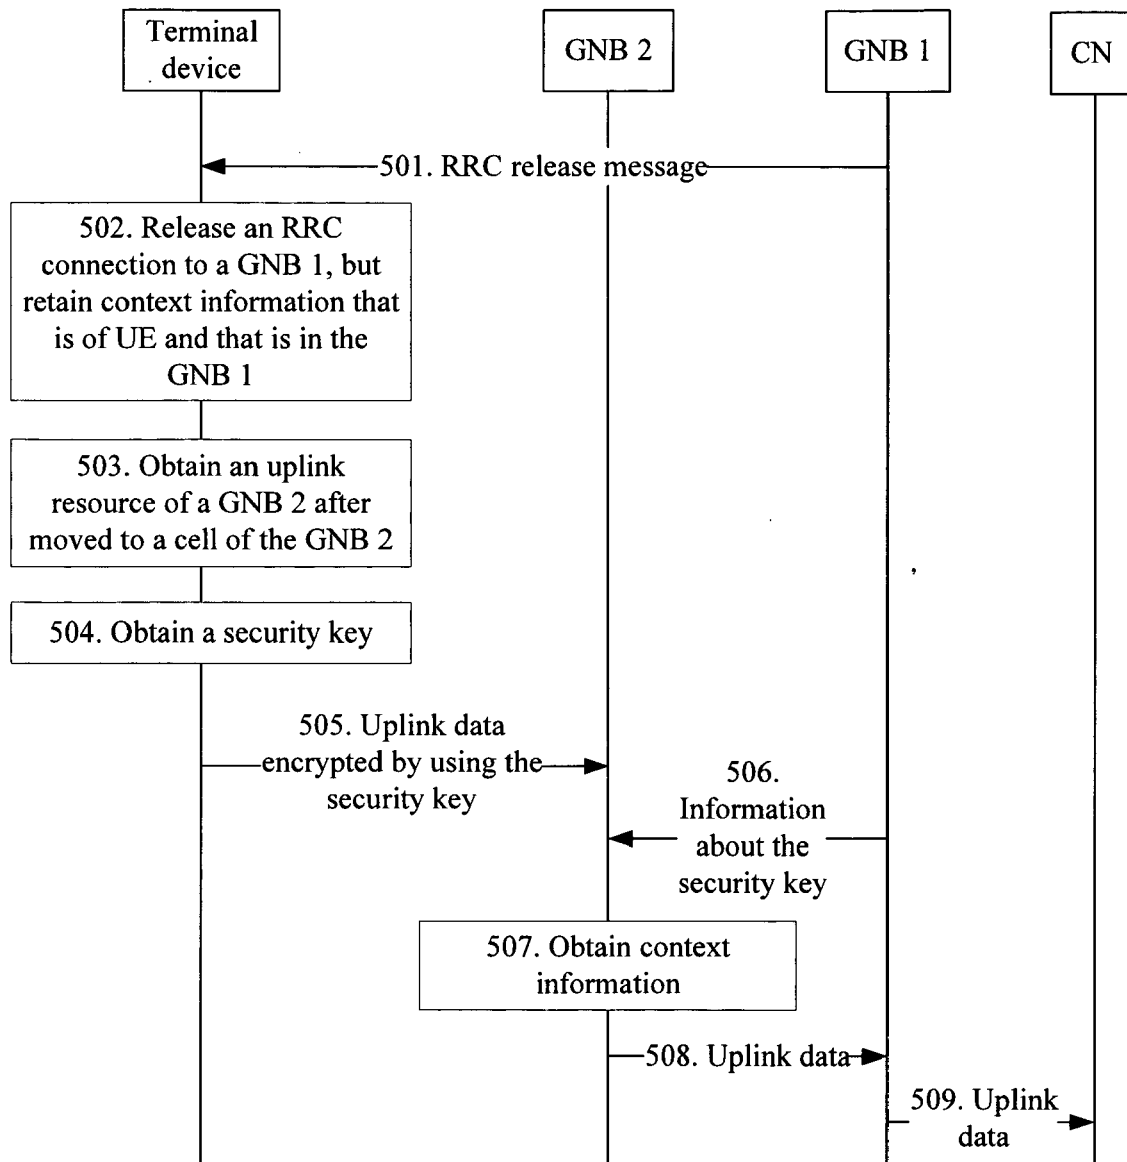 Terminal
device
GNB 2
GNB 1
CN
501. RRC release message
502. Release an RRC
connection to a GNB 1, but
retain context information that
is of UE and that is in the
GNB 1
503. Obtain an uplink
resource of a GNB 2 after
moved to a cell of the GNB 2
504. Obtain a security key
505. Uplink data
encrypted by using the
security key
506.
Information
about the
security key
507. Obtain context
information
508. Uplink data
509. Uplink
data